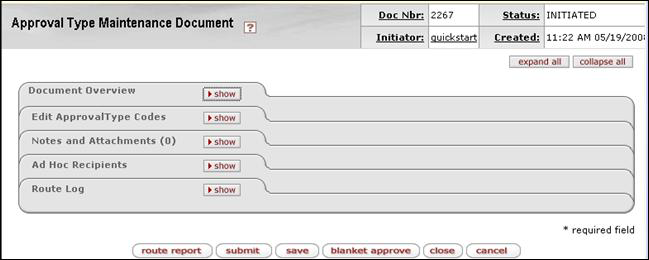 Approval Type Maintenance Document ? Doc Nbr: 2267 Status: INITIATED
Initiator: quickstart Created: 11:22 AM 05/19/200
expand all collapse all
Document Overview show
Edit ApprovalType Codes show
Notes and Attachments (0) show
Ad Hoc Recipients show
Route Log show
* required field
route report submit save blanket approve close cancel